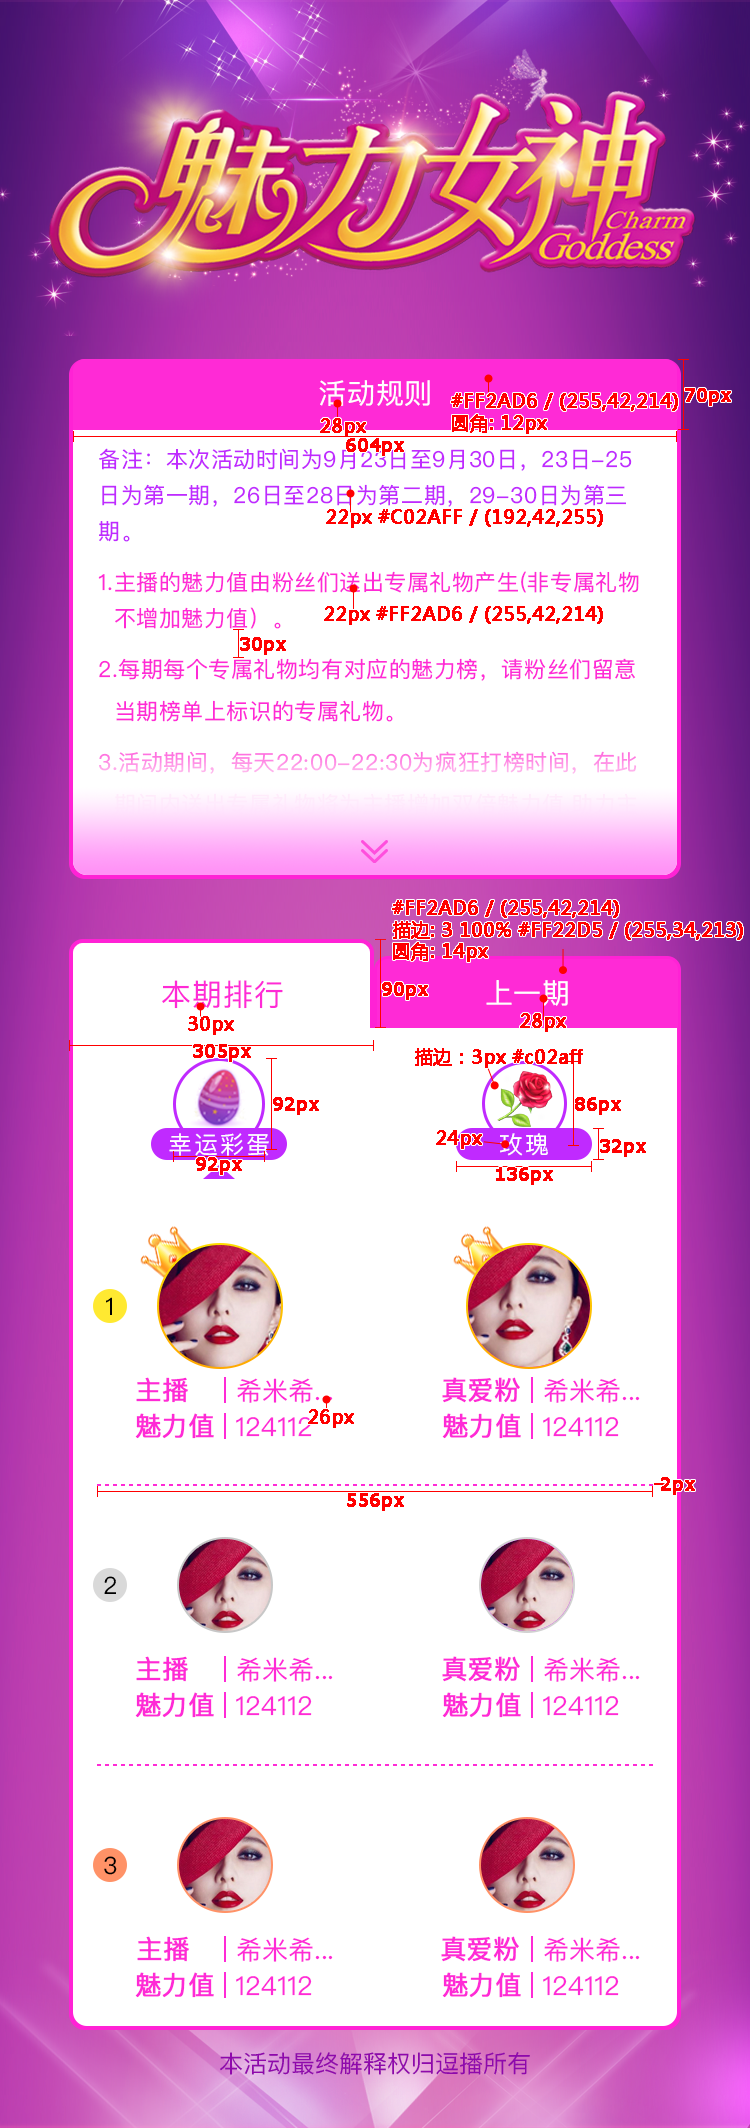 魅力女神
Charm
Goddess
活动规则
#FF2AD6 / (255,42,214)
70px
圆角: 12px
28px
604px
备注：本次活动时间为9月23日至9月30日，23日-25
日为第一期，26日至28日为第二期，29-30日为第三
期。
22px #C02AFF / (192,42,255)
1.主播的魅力值由粉丝们送出专属礼物产生(非专属礼物
不增加魅力值）。
22px #FF2AD6 / (255,42,214)
30px
2.每期每个专属礼物均有对应的魅力榜，请粉丝们留意
当期榜单上标识的专属礼物。
3.活动期间，每天22:00-22:30为疯狂打榜时间，在此
#FF2AD6 / (255,42,214)
描边: 3 100% #FF22D5 / (255,34,213)
圆角: 14px
90px
本期排行
上一期
30px
28px
305px
描边：3px #c02aff
92px
86px
幸运彩蛋
24px
玫瑰
32px
92px
136px
1
主播 | 希米希...
真爱粉 | 希米希...
26px
魅力值 | 124112
魅力值 | 124112
2px
556px
2
主播 | 希米希...
真爱粉 | 希米希...
魅力值 | 124112
魅力值 | 124112
3
主播 | 希米希...
真爱粉 | 希米希...
魅力值 | 124112
魅力值 | 124112
本活动最终解释权归逗播所有